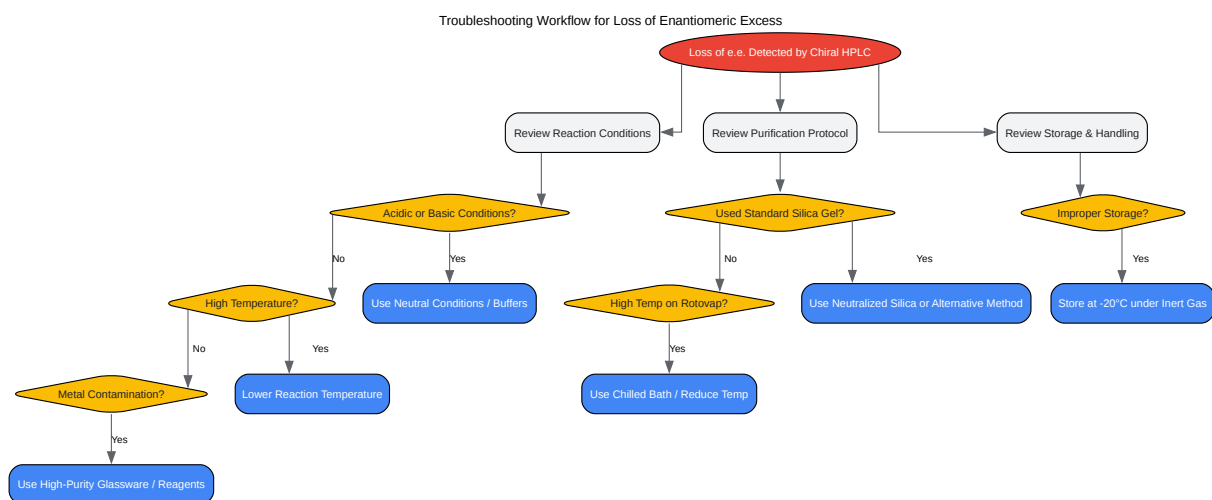 Troubleshooting Workflow for Loss of Enantiomeric Excess
Loss of e.e. Detected by Chiral HPLC
Review Reaction Conditions
Review Purification Protocol
Review Storage & Handling
Acidic or Basic Conditions?
Used Standard Silica Gel?
Improper Storage?
No
Yes
No
Yes
Yes
High Temperature?
Use Neutral Conditions / Buffers
High Temp on Rotovap?
Use Neutralized Silica or Alternative Method
Store at -20°C under Inert Gas
No
Yes
Yes
Metal Contamination?
Lower Reaction Temperature
Use Chilled Bath / Reduce Temp
Yes
Use High-Purity Glassware / Reagents